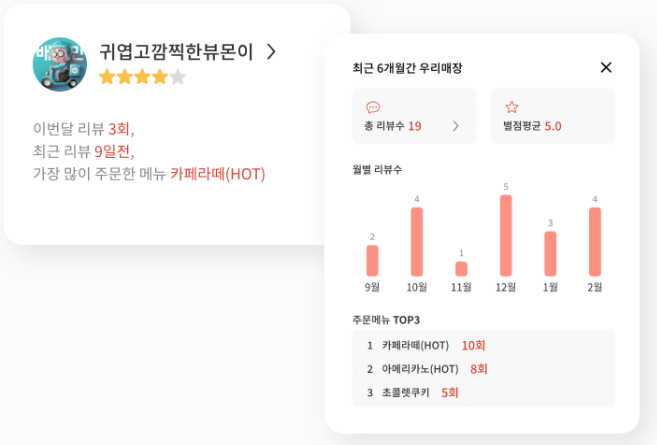 배 민
귀엽고깜찍한뷰몬이
이번달 리뷰 3회,
최근 리뷰 9일전,
가장 많이 주문한 메뉴 카페라떼(HOT)
최근 6개월간 우리매장
총 리뷰수 19
별점평균 5.0
월별 리뷰수
2 4 1 5 3 4
9월 10월 11월 12월 1월 2월
주문메뉴 TOP3
1 카페라떼(HOT) 10회
2 아메리카노(HOT) 8회
3 초콜렛쿠키 5회